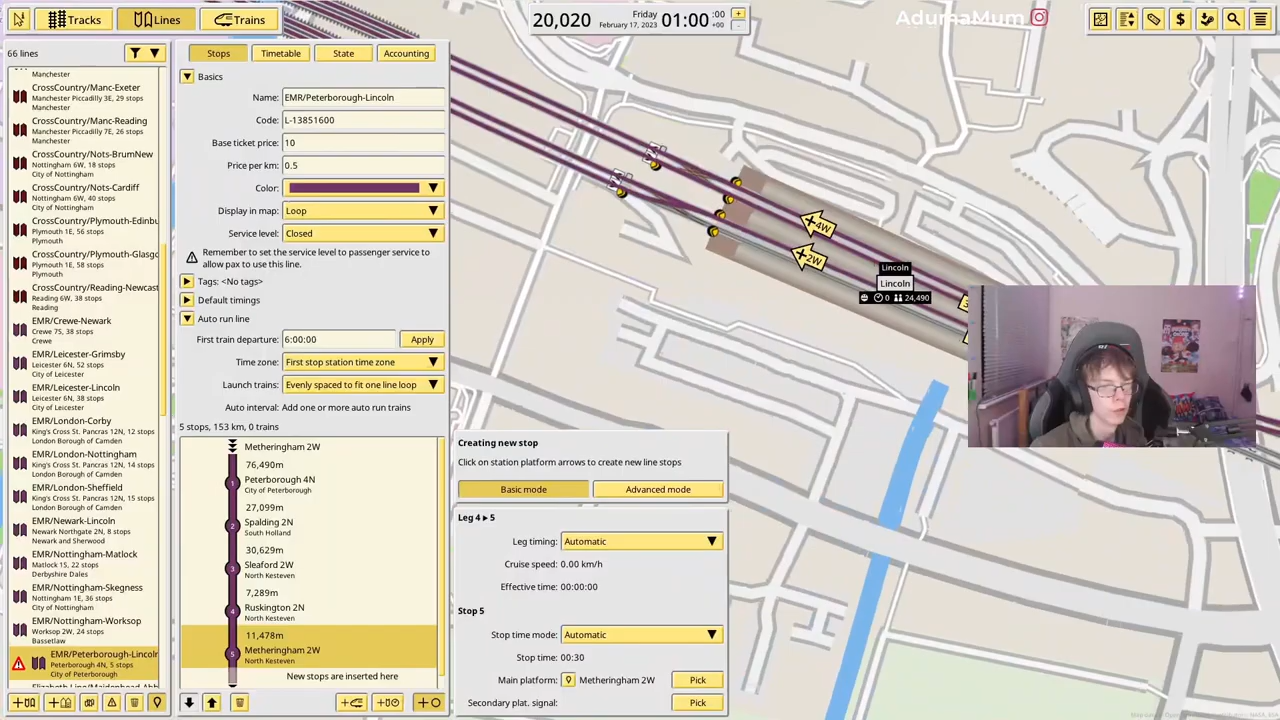 Tracks
Lines
Trains
20,020
Friday
February 17, 2023
01:00
:00
+00
AdumaMum
66 lines
Manchester
CrossCountry/Manc-Exeter
Manchester Piccadilly 3E, 29 stops
Manchester
CrossCountry/Manc-Reading
Manchester Piccadilly 7E, 26 stops
Manchester
CrossCountry/Nots-BrumNew
Nottingham 6W, 18 stops
City of Nottingham
CrossCountry/Nots-Cardiff
Nottingham 6W, 40 stops
City of Nottingham
CrossCountry/Plymouth-Edinbu
Plymouth 1E, 56 stops
Plymouth
CrossCountry/Plymouth-Glasgo
Plymouth 1E, 58 stops
Plymouth
CrossCountry/Reading-Newcast
Reading 6W, 38 stops
Reading
EMR/Crewe-Newark
Crewe 75, 38 stops
Crewe
EMR/Leicester-Grimsby
Leicester 6N, 52 stops
City of Leicester
EMR/Leicester-Lincoln
Leicester 6N, 38 stops
City of Leicester
EMR/London-Corby
King's Cross St. Pancras 12N, 12 stops
London Borough of Camden
EMR/London-Nottingham
King's Cross St. Pancras 12N, 14 stops
London Borough of Camden
EMR/London-Sheffield
King's Cross St. Pancras 12N, 15 stops
London Borough of Camden
EMR/Newark-Lincoln
Newark Northgate 2N, 8 stops
Newark and Sherwood
EMR/Nottingham-Matlock
Matlock 1S, 22 stops
Derbyshire Dales
EMR/Nottingham-Skegness
Nottingham 1E, 36 stops
City of Nottingham
EMR/Nottingham-Worksop
Worksop 2W, 24 stops
Bassetlaw
EMR/Peterborough-Lincoln
Peterborough 4N, 5 stops
City of Peterborough
Stops
Timetable
State
Accounting
Basics
Name: EMR/Peterborough-Lincoln
Code: L-13851600
Base ticket price: 10
Price per km: 0.5
Color:
Display in map: Loop
Service level: Closed
Remember to set the service level to passenger service to
allow pax to use this line.
Tags: <No tags>
Default timings
Auto run line
First train departure: 6:00:00 Apply
Time zone: First stop station time zone
Launch trains: Evenly spaced to fit one line loop
Auto interval: Add one or more auto run trains
5 stops, 153 km, 0 trains
Metheringham 2W
76,490m
1 Peterborough 4N
City of Peterborough
27,099m
2 Spalding 2N
South Holland
30,629m
3 Sleaford 2W
North Kesteven
7,289m
4 Ruskington 2N
North Kesteven
11,478m
5 Metheringham 2W
North Kesteven
New stops are inserted here
Creating new stop
Click on station platform arrows to create new line stops
Basic mode
Advanced mode
Leg 4 ▸ 5
Leg timing: Automatic
Cruise speed: 0.00 km/h
Effective time: 00:00:00
Stop 5
Stop time mode: Automatic
Stop time: 00:30
Main platform: Metheringham 2W Pick
Secondary plat. signal: Pick
4W
2W
Lincoln
Lincoln
0 24,490